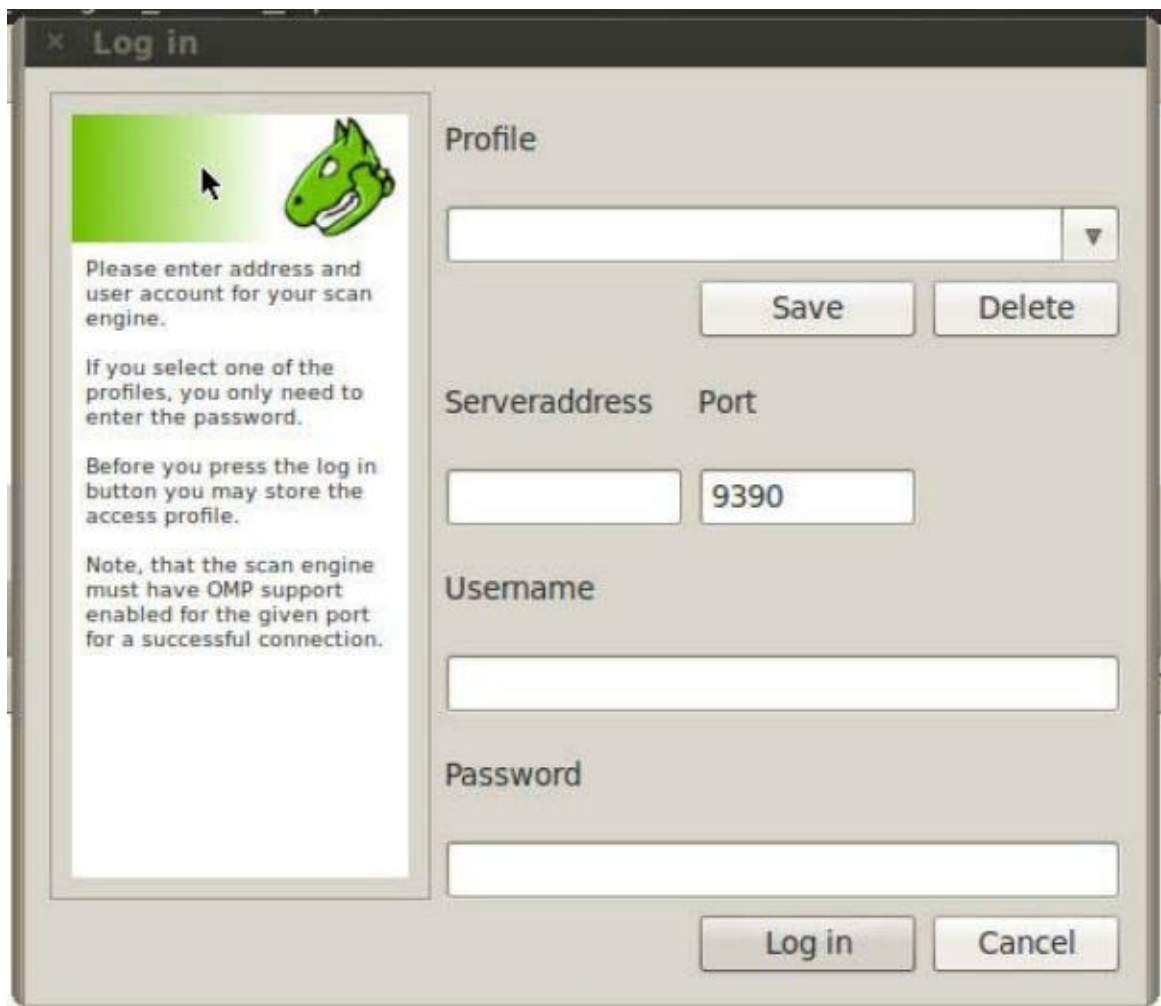 Log in
Please enter address and
user account for your scan
engine.
If you select one of the
profiles, you only need to
enter the password.
Before you press the log in
button you may store the
access profile.
Note, that the scan engine
must have OMP support
enabled for the given port
for a successful connection.
Profile
Save Delete
Serveraddress Port
9390
Username
Password
Log in Cancel